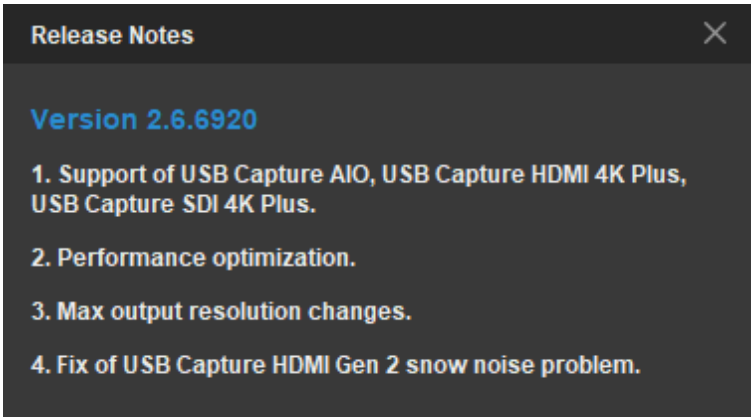 Release Notes
Version 2.6.6920
1. Support of USB Capture AIO, USB Capture HDMI 4K Plus,
USB Capture SDI 4K Plus.
2. Performance optimization.
3. Max output resolution changes.
4. Fix of USB Capture HDMI Gen 2 snow noise problem.